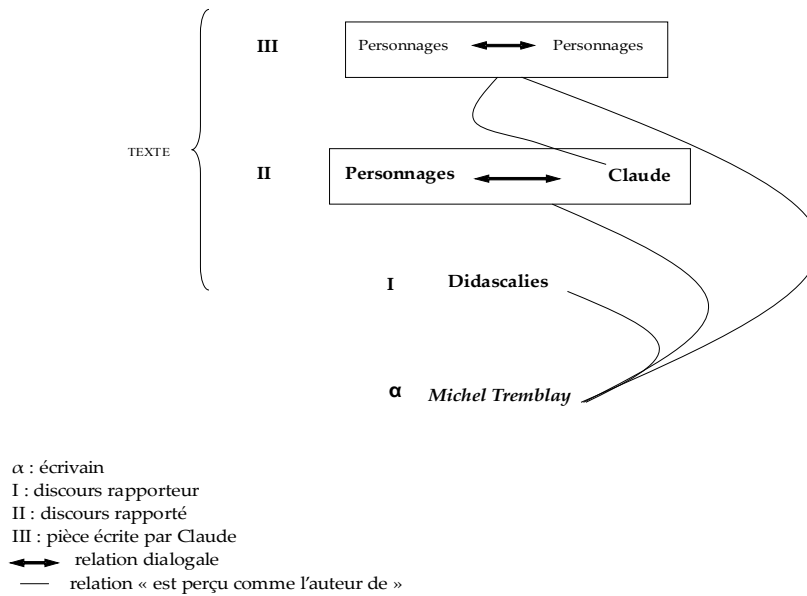 III Personnages Personnages
TEXTE
II Personnages Claude
I Didascalies
α Michel Tremblay
α : écrivain
I : discours rapporteur
II : discours rapporté
III : pièce écrite par Claude
relation dialogale
relation « est perçu comme l'auteur de »